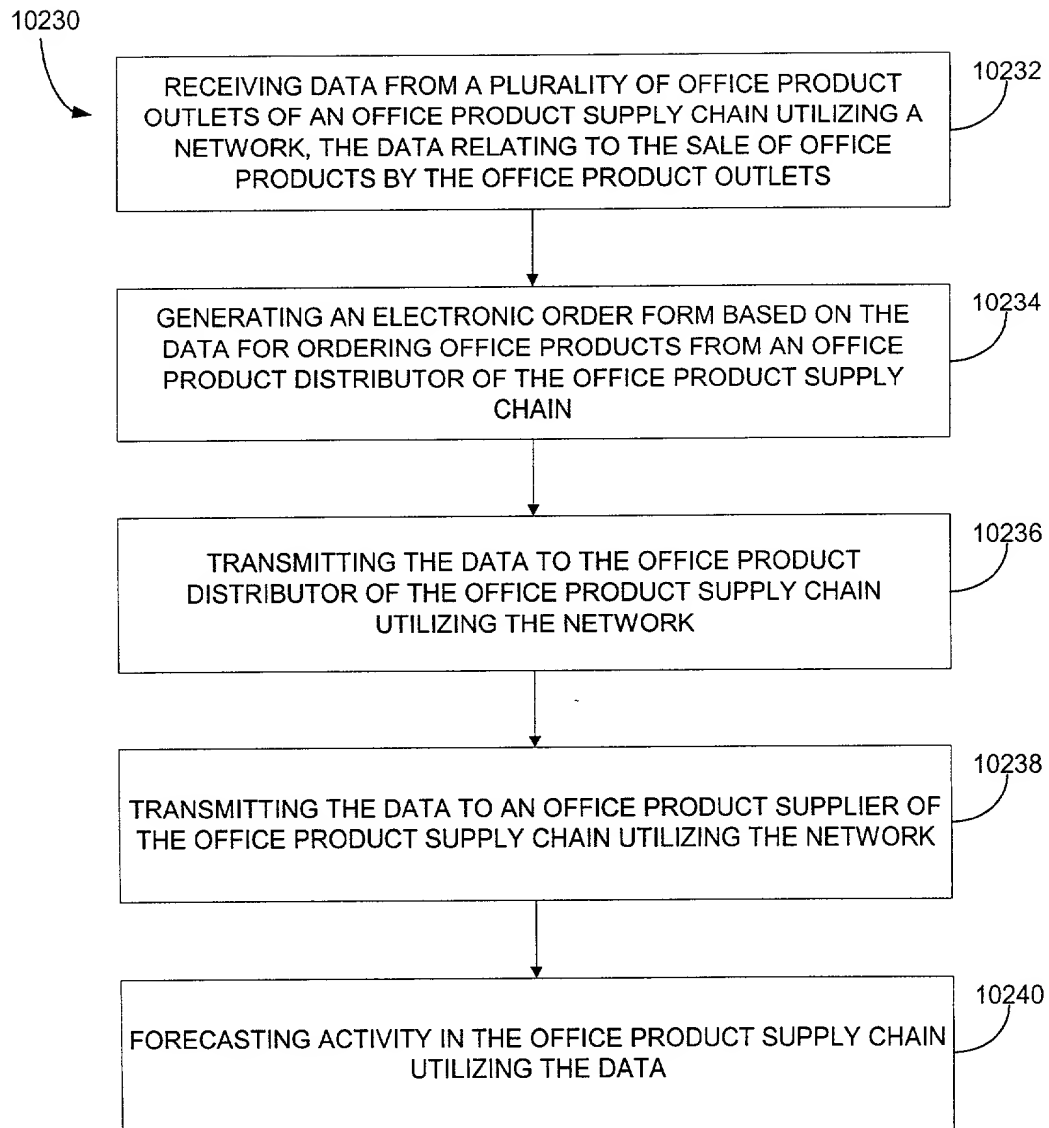 10230
RECEIVING DATA FROM A PLURALITY OF OFFICE PRODUCT
OUTLETS OF AN OFFICE PRODUCT SUPPLY CHAIN UTILIZING A
NETWORK, THE DATA RELATING TO THE SALE OF OFFICE
PRODUCTS BY THE OFFICE PRODUCT OUTLETS
10232
GENERATING AN ELECTRONIC ORDER FORM BASED ON THE
DATA FOR ORDERING OFFICE PRODUCTS FROM AN OFFICE
PRODUCT DISTRIBUTOR OF THE OFFICE PRODUCT SUPPLY
CHAIN
10234
TRANSMITTING THE DATA TO THE OFFICE PRODUCT
DISTRIBUTOR OF THE OFFICE PRODUCT SUPPLY CHAIN
UTILIZING THE NETWORK
10236
TRANSMITTING THE DATA TO AN OFFICE PRODUCT SUPPLIER OF
THE OFFICE PRODUCT SUPPLY CHAIN UTILIZING THE NETWORK
10238
FORECASTING ACTIVITY IN THE OFFICE PRODUCT SUPPLY CHAIN
UTILIZING THE DATA
10240